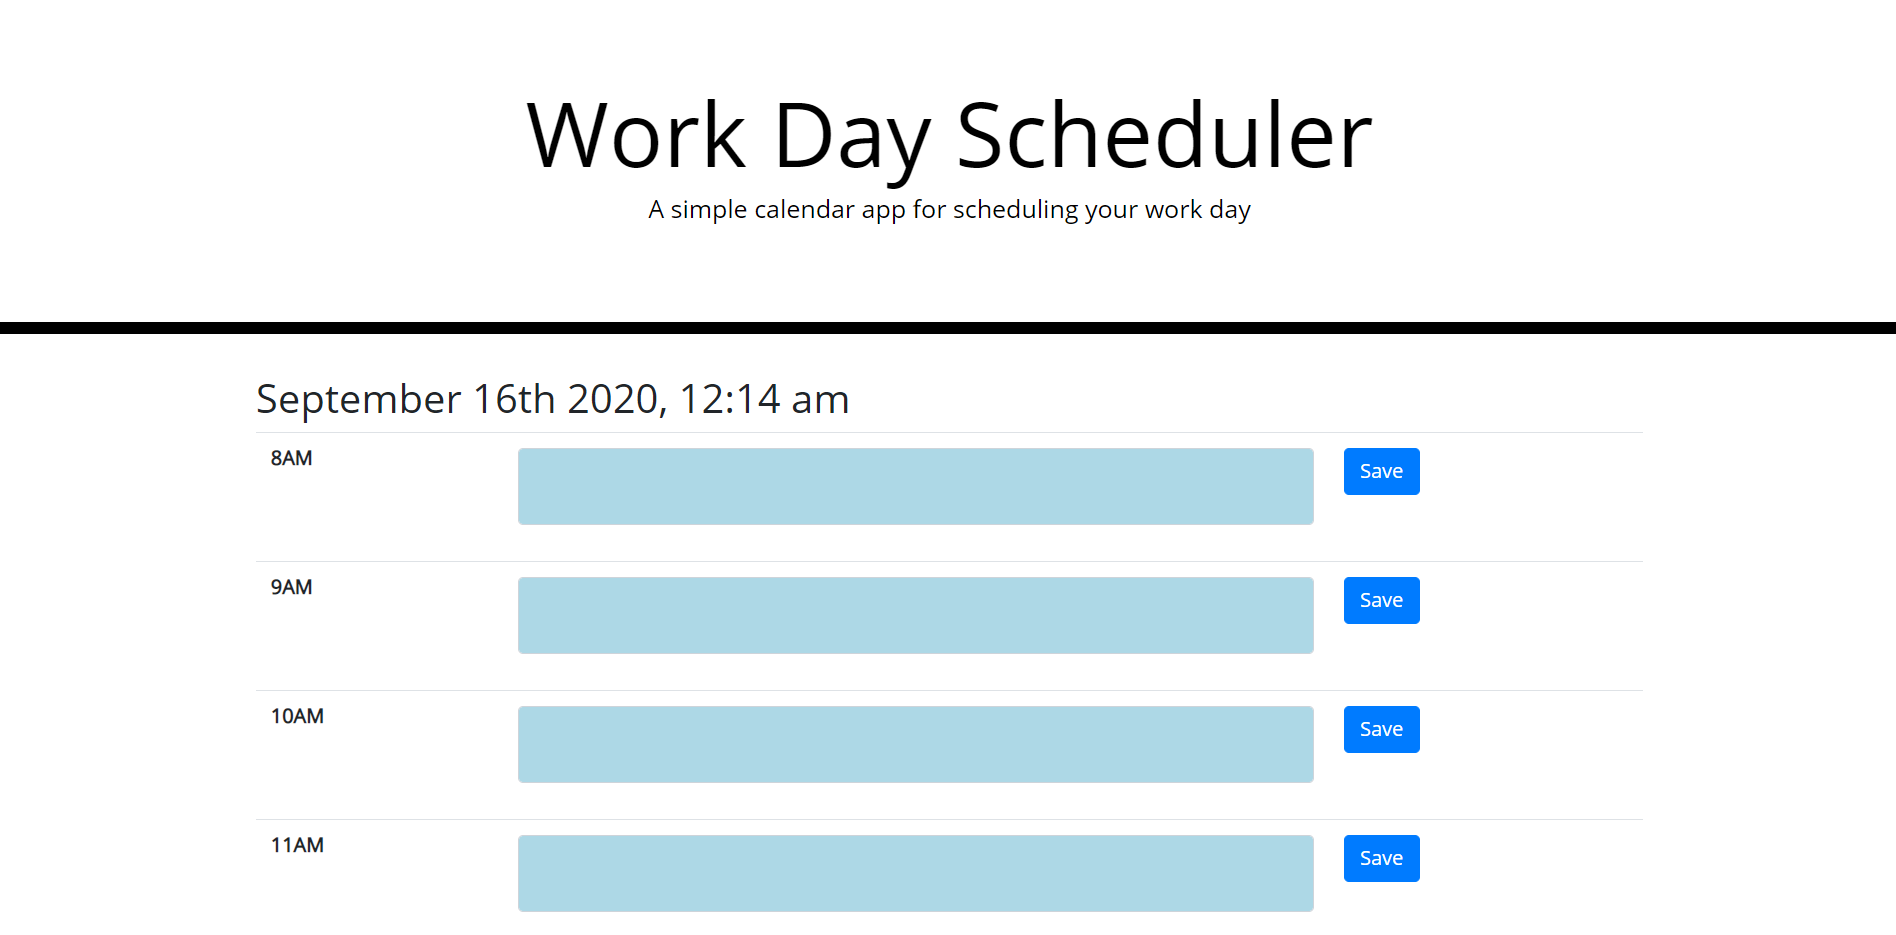 Work Day Scheduler
A simple calendar app for scheduling your work day
September 16th 2020, 12:14 am
8AM
Save
9AM
Save
10AM
Save
11AM
Save